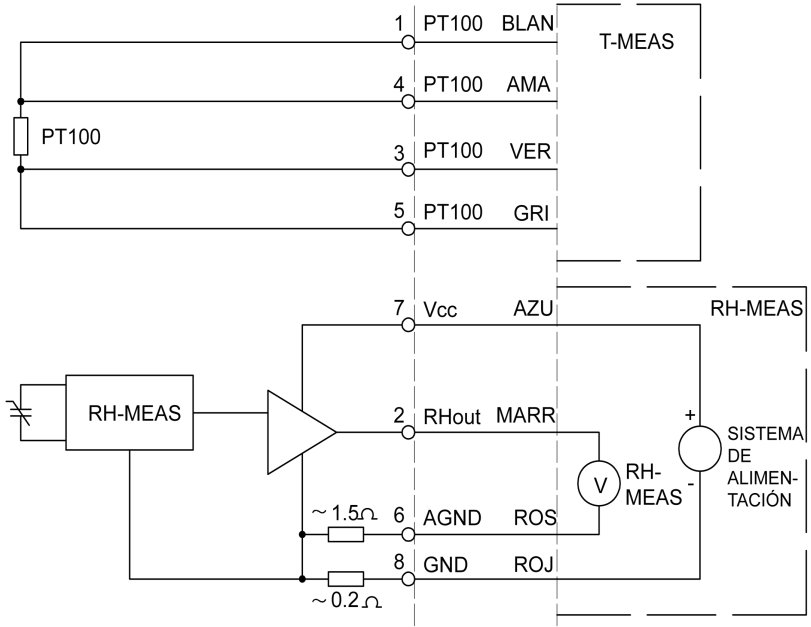 1 PT100 BLAN
T-MEAS
4 PT100 AMA
PT100
3 PT100 VER
5 PT100 GRI
7 Vcc AZU
RH-MEAS
RH-MEAS
2 RHout MARR
+
SISTEMA
DE
ALIMEN-
TACIÓN
-
V
RH-
MEAS
~1.5Ω
6 AGND ROS
8 GND ROJ
~0.2Ω